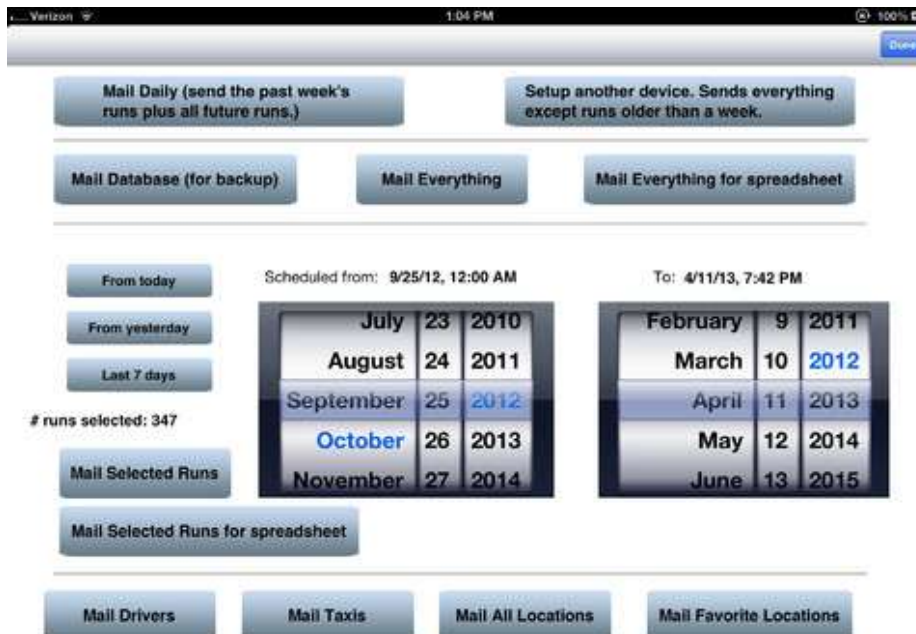 Verizon 1:04 PM 100%
Done
Mail Daily (send the past week's
runs plus all future runs.)
Setup another device. Sends everything
except runs older than a week.
Mail Database (for backup)
Mail Everything
Mail Everything for spreadsheet
From today
From yesterday
Last 7 days
# runs selected: 347
Mail Selected Runs
Mail Selected Runs for spreadsheet
Scheduled from: 9/25/12, 12:00 AM
July 23 2010
August 24 2011
September 25 2012
October 26 2013
November 27 2014
To: 4/11/13, 7:42 PM
February 9 2011
March 10 2012
April 11 2013
May 12 2014
June 13 2015
Mail Drivers
Mail Taxis
Mail All Locations
Mail Favorite Locations